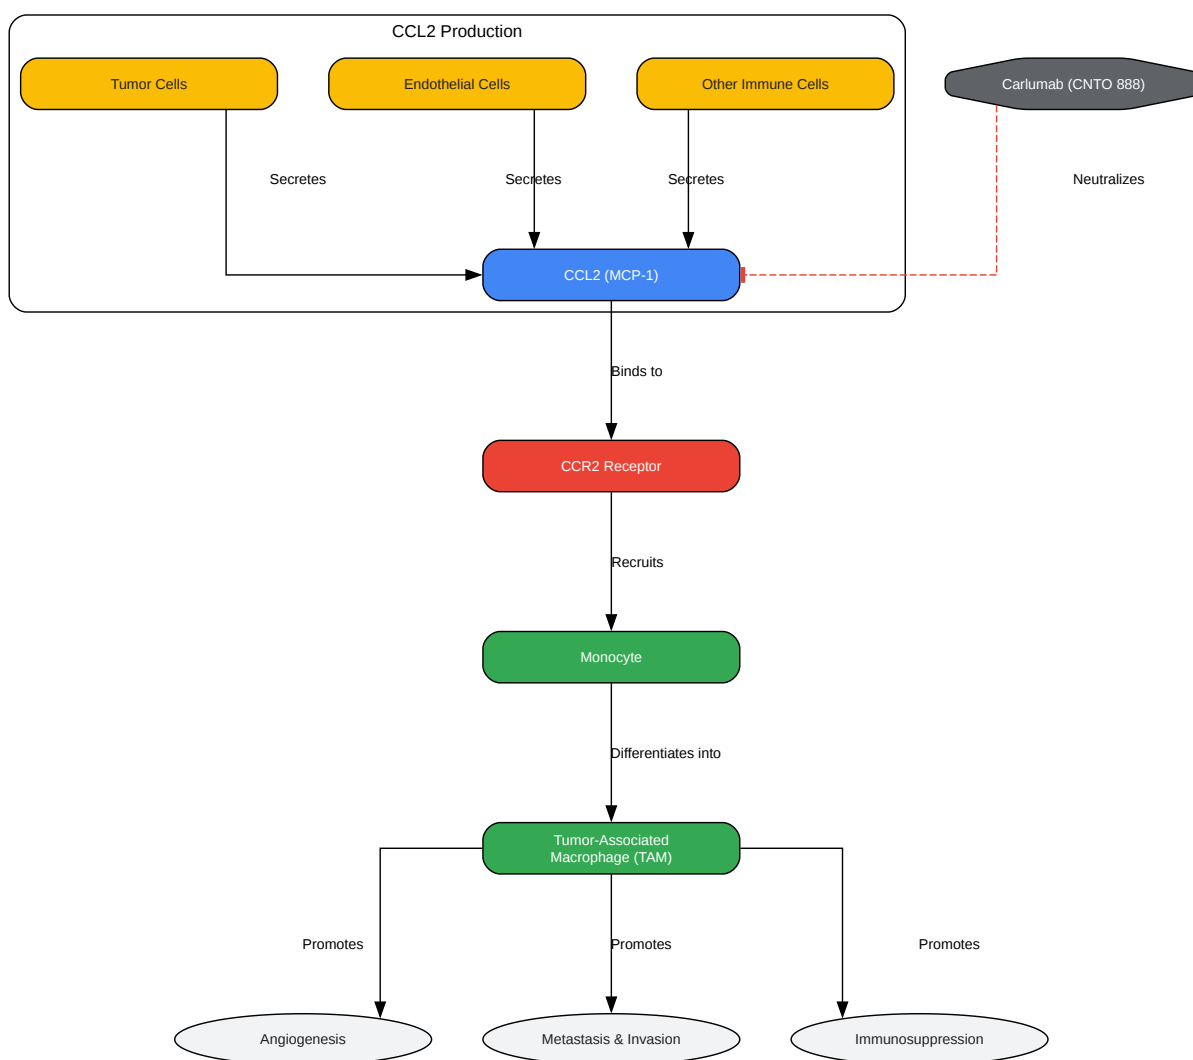 CCL2 Production
Tumor Cells
Endothelial Cells
Other Immune Cells
Carlumab (CNTO 888)
Secretes
Secretes
Secretes
Neutralizes
CCL2 (MCP-1)
Binds to
CCR2 Receptor
Recruits
Monocyte
Differentiates into
Tumor-Associated
Macrophage (TAM)
Promotes
Promotes
Promotes
Angiogenesis
Metastasis & Invasion
Immunosuppression